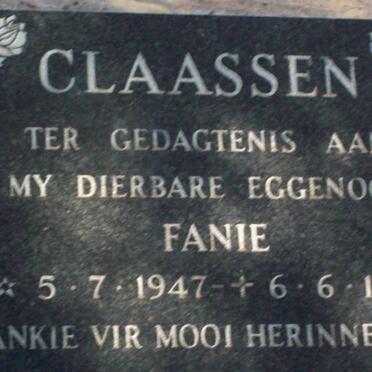 CLAASSEN
TER GEDAGTENIS AA
MY DIERBARE EGGENOO
FANIE
☆ 5·7·1947-✝ 6·6·1
ANKIE VIR MOOI HERINNE